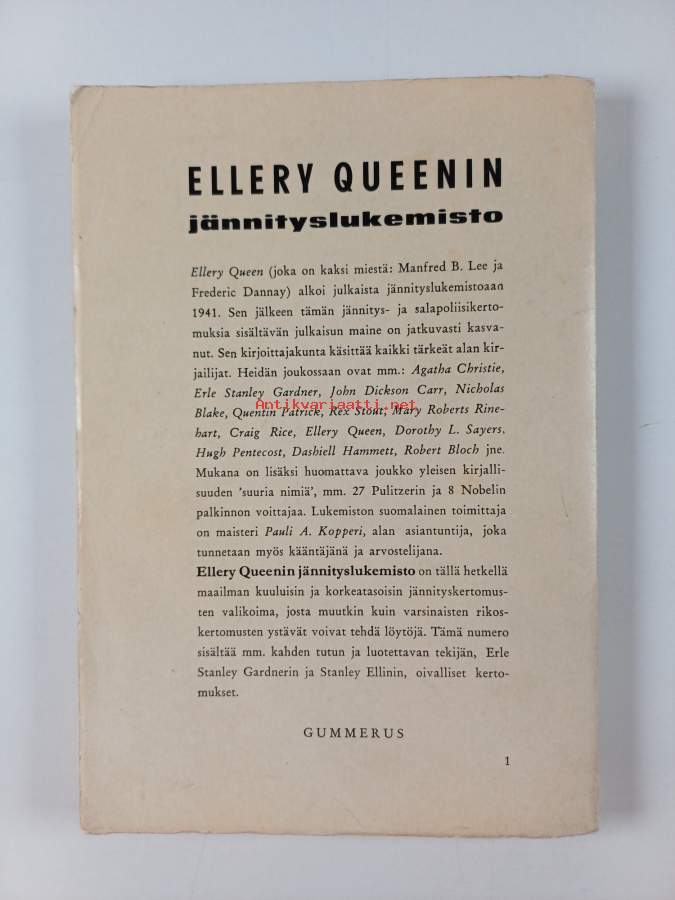 ELLERY QUEENIN
jännityslukemisto
Ellery Queen (joka on kaksi miestä: Manfred B. Lee ja
Frederic Dannay) alkoi julkaista jännityslukemistoaan
1941. Sen jälkeen tämän jännitys- ja salapoliisikerto-
muksia sisältävän julkaisun maine on jatkuvasti kasva-
nut. Sen kirjoittajakunta käsittää kaikki tärkeät alan kir-
jailijat. Heidän joukossaan ovat mm.: Agatha Christie,
Erle Stanley Gardner, John Dickson Carr, Nicholas
Antikvariaatti.net
Blake, Quentin Patrick, Rex Stout, Mary Roberts Rine-
hart, Craig Rice, Ellery Queen, Dorothy L. Sayers,
Hugh Pentecost, Dashiell Hammett, Robert Bloch jne.
Mukana on lisäksi huomattava joukko yleisen kirjalli-
suuden 'suuria nimiä', mm. 27 Pulitzerin ja 8 Nobelin
palkinnon voittajaa. Lukemiston suomalainen toimittaja
on maisteri Pauli A. Kopperi, alan asiantuntija, joka
tunnetaan myös kääntäjänä ja arvostelijana.
Ellery Queenin jännityslukemisto on tällä hetkellä
maailman kuuluisin ja korkeatasoisin jännityskertomus-
ten valikoima, josta muutkin kuin varsinaisten rikos-
kertomusten ystävät voivat tehdä löytöjä. Tämä numero
sisältää mm. kahden tutun ja luotettavan tekijän, Erle
Stanley Gardnerin ja Stanley Ellinin, oivalliset kerto-
mukset.
GUMMERUS
1